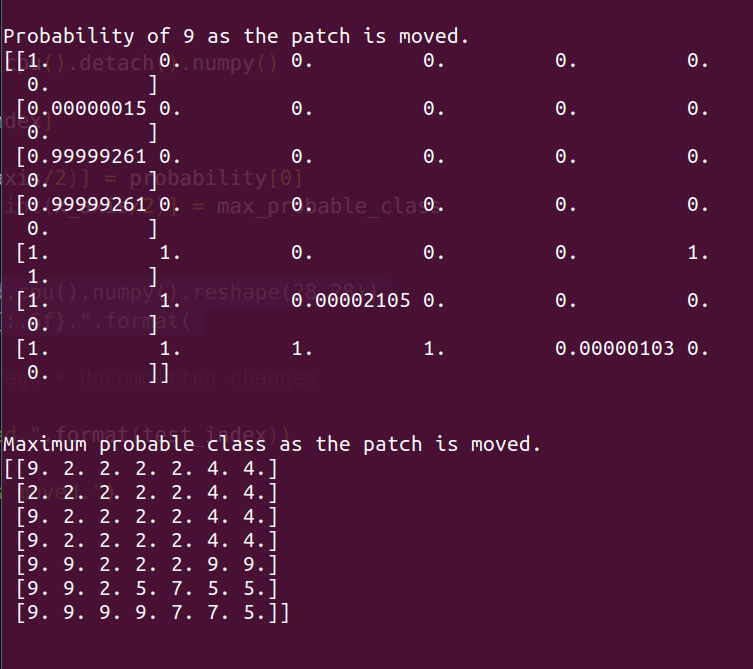 Probability of 9 as the patch is moved.
[[1. 0. 0. 0. 0. 0.
0. ]
[0.00000015 0. 0. 0. 0. 0.
0. ]
[0.99999261 0. 0. 0. 0. 0.
0. ]
[0.99999261 0. 0. 0. 0. 0.
0. ]
[1. 1. 0. 0. 0. 1.
1. ]
[1. 1. 0.00002105 0. 0. 0.
0. ]
[1. 1. 1. 1. 0.00000103 0.
0. ]]
Maximum probable class as the patch is moved.
[[9. 2. 2. 2. 2. 4. 4.]
[2. 2. 2. 2. 2. 4. 4.]
[9. 2. 2. 2. 2. 4. 4.]
[9. 2. 2. 2. 2. 4. 4.]
[9. 9. 2. 2. 2. 9. 9.]
[9. 9. 2. 5. 7. 5. 5.]
[9. 9. 9. 9. 7. 7. 5.]]